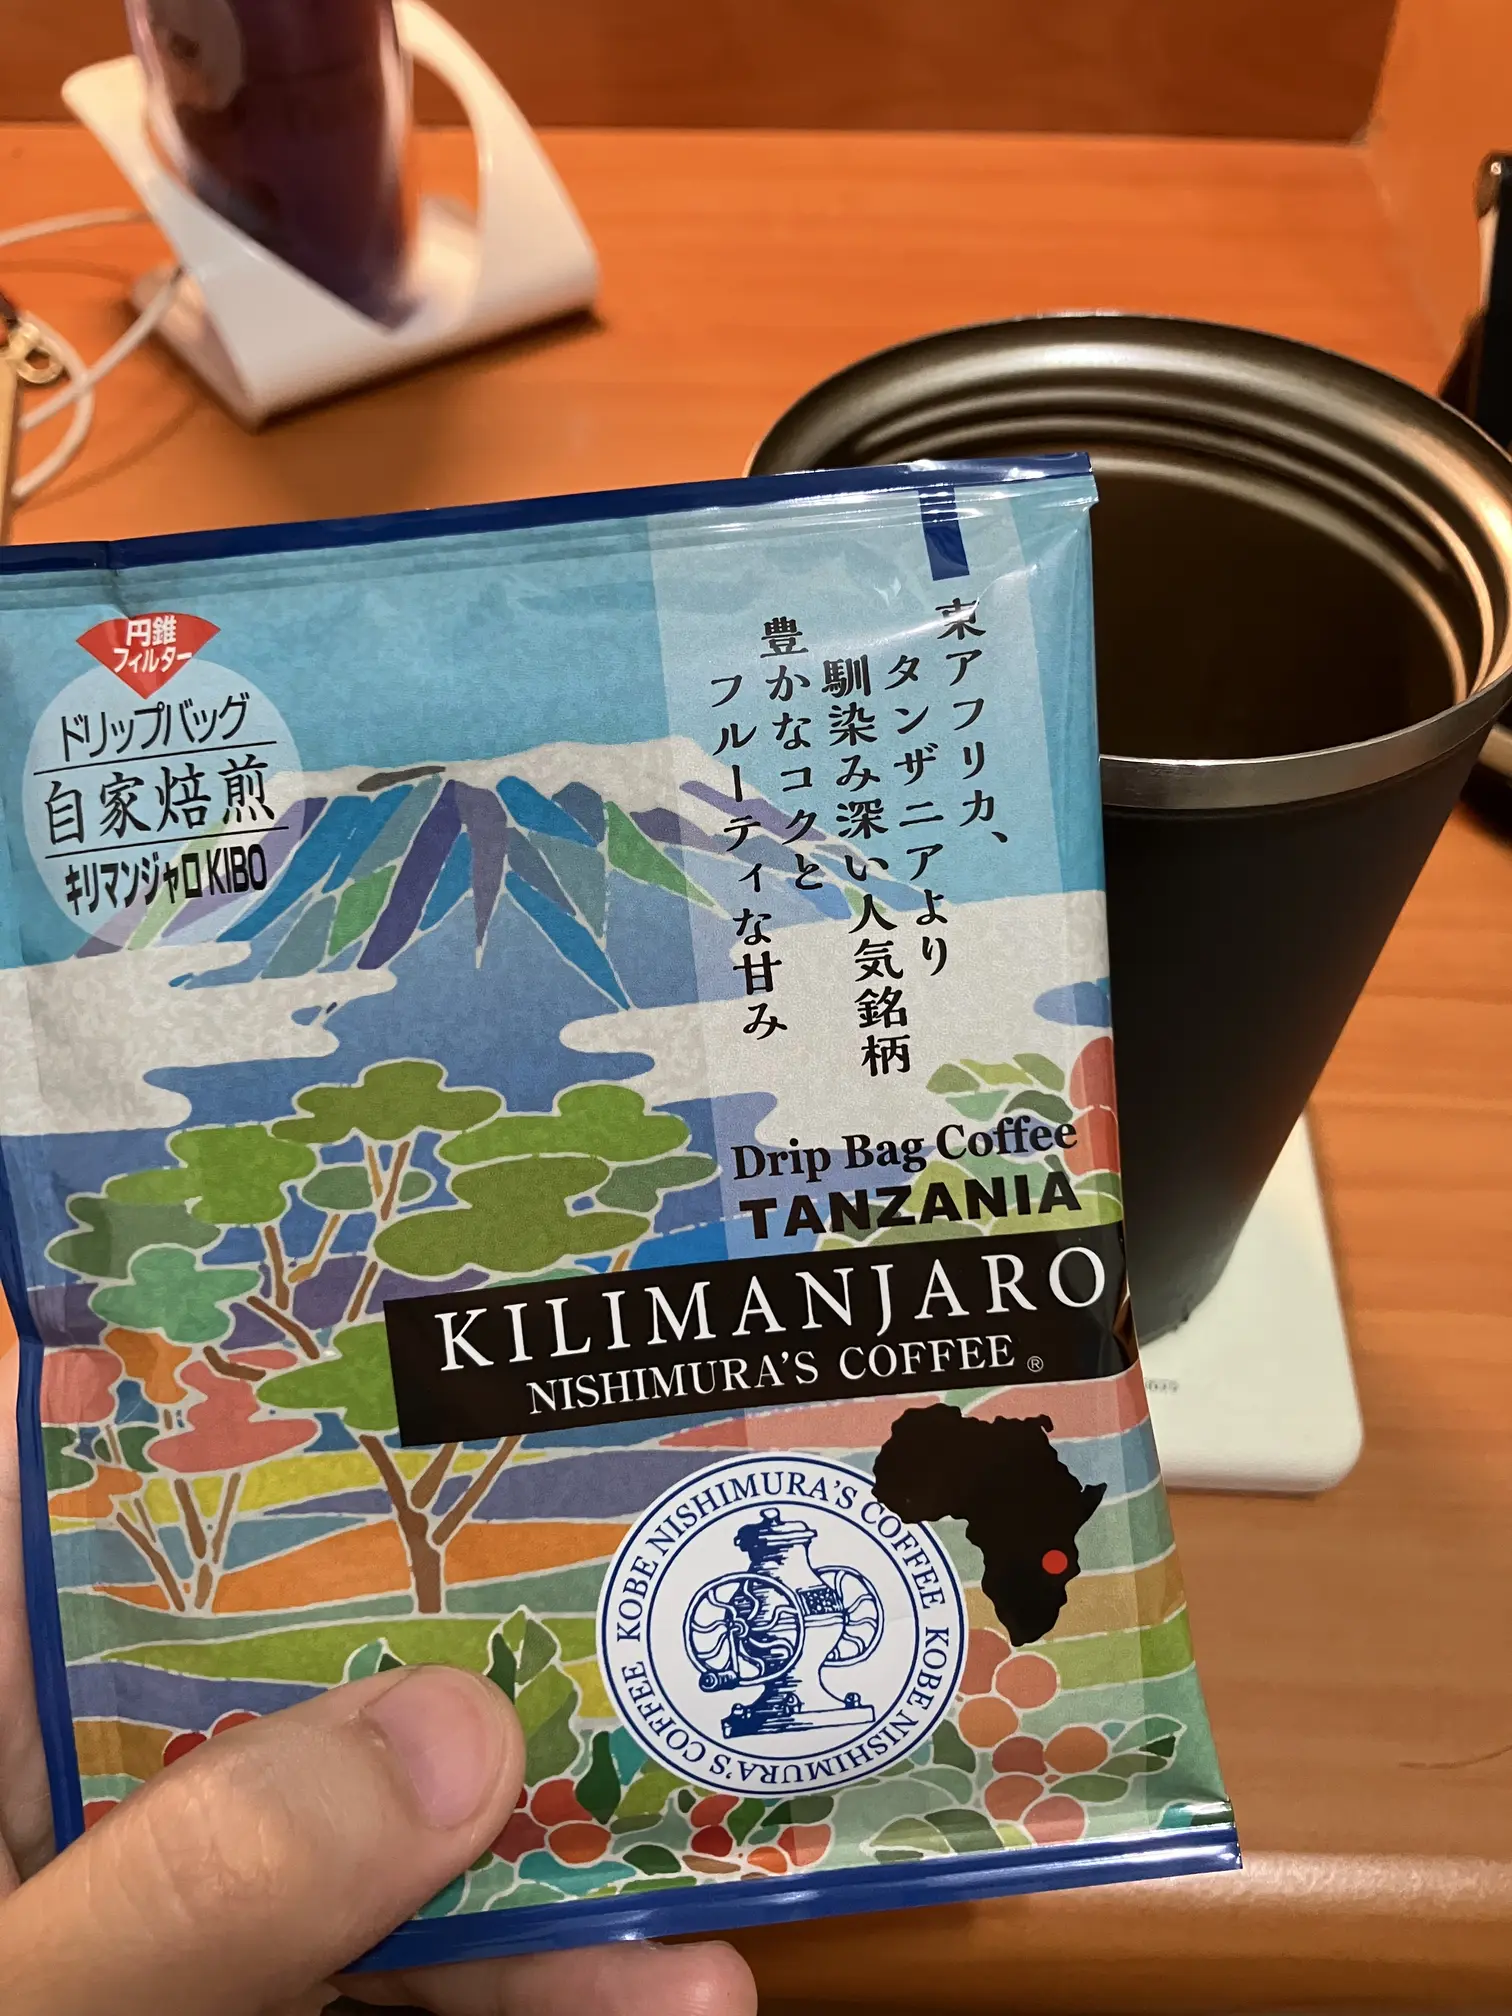 円錐
フィルター
ドリップバッグ
自家焙煎
キリマンジャロ KIBO
東アフリカ、
タンザニアより
馴染み深い人気銘柄
豊かなコクと
フルーティな甘み
Drip Bag Coffee
TANZANIA
KILIMANJARO
NISHIMURA'S COFFEE ®
KOBE NISHIMURA'S COFFEE
KOBE NISHIMURA'S COFFEE